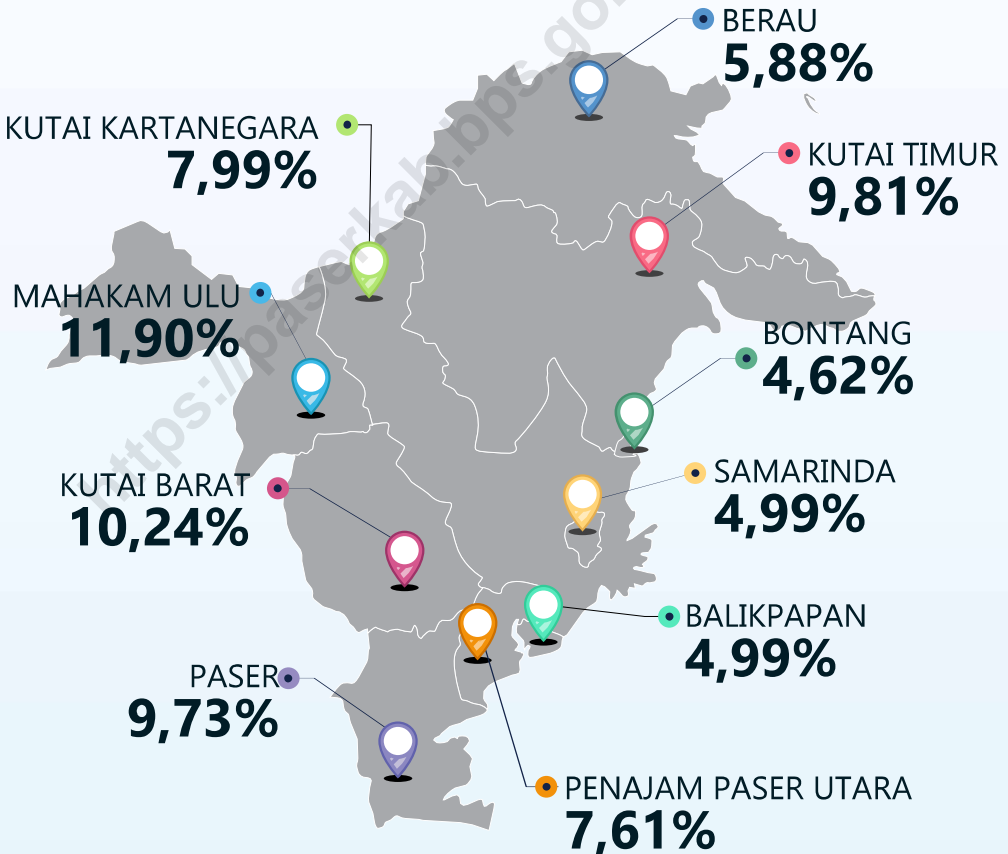 BERAU
5,88%
KUTAI KARTANEGARA
7,99%
KUTAI TIMUR
9,81%
MAHAKAM ULU
11,90%
BONTANG
4,62%
KUTAI BARAT
10,24%
SAMARINDA
4,99%
BALIKPAPAN
4,99%
PASER
9,73%
PENAJAM PASER UTARA
7,61%
https://paserkab.bps.go